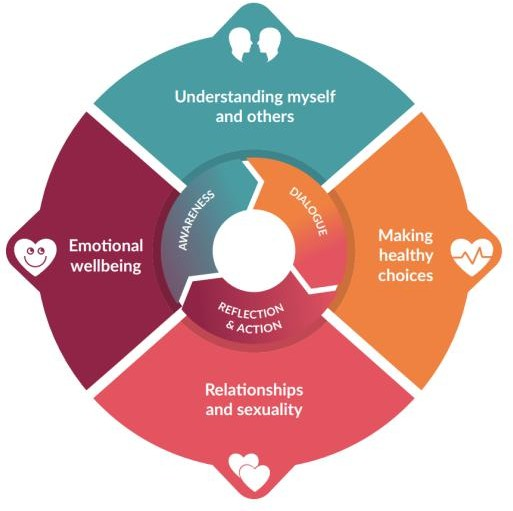 Understanding myself
and others
AWARENESS
DIALOGUE
Emotional
wellbeing
Making
healthy
choices
REFLECTION
& ACTION
Relationships
and sexuality